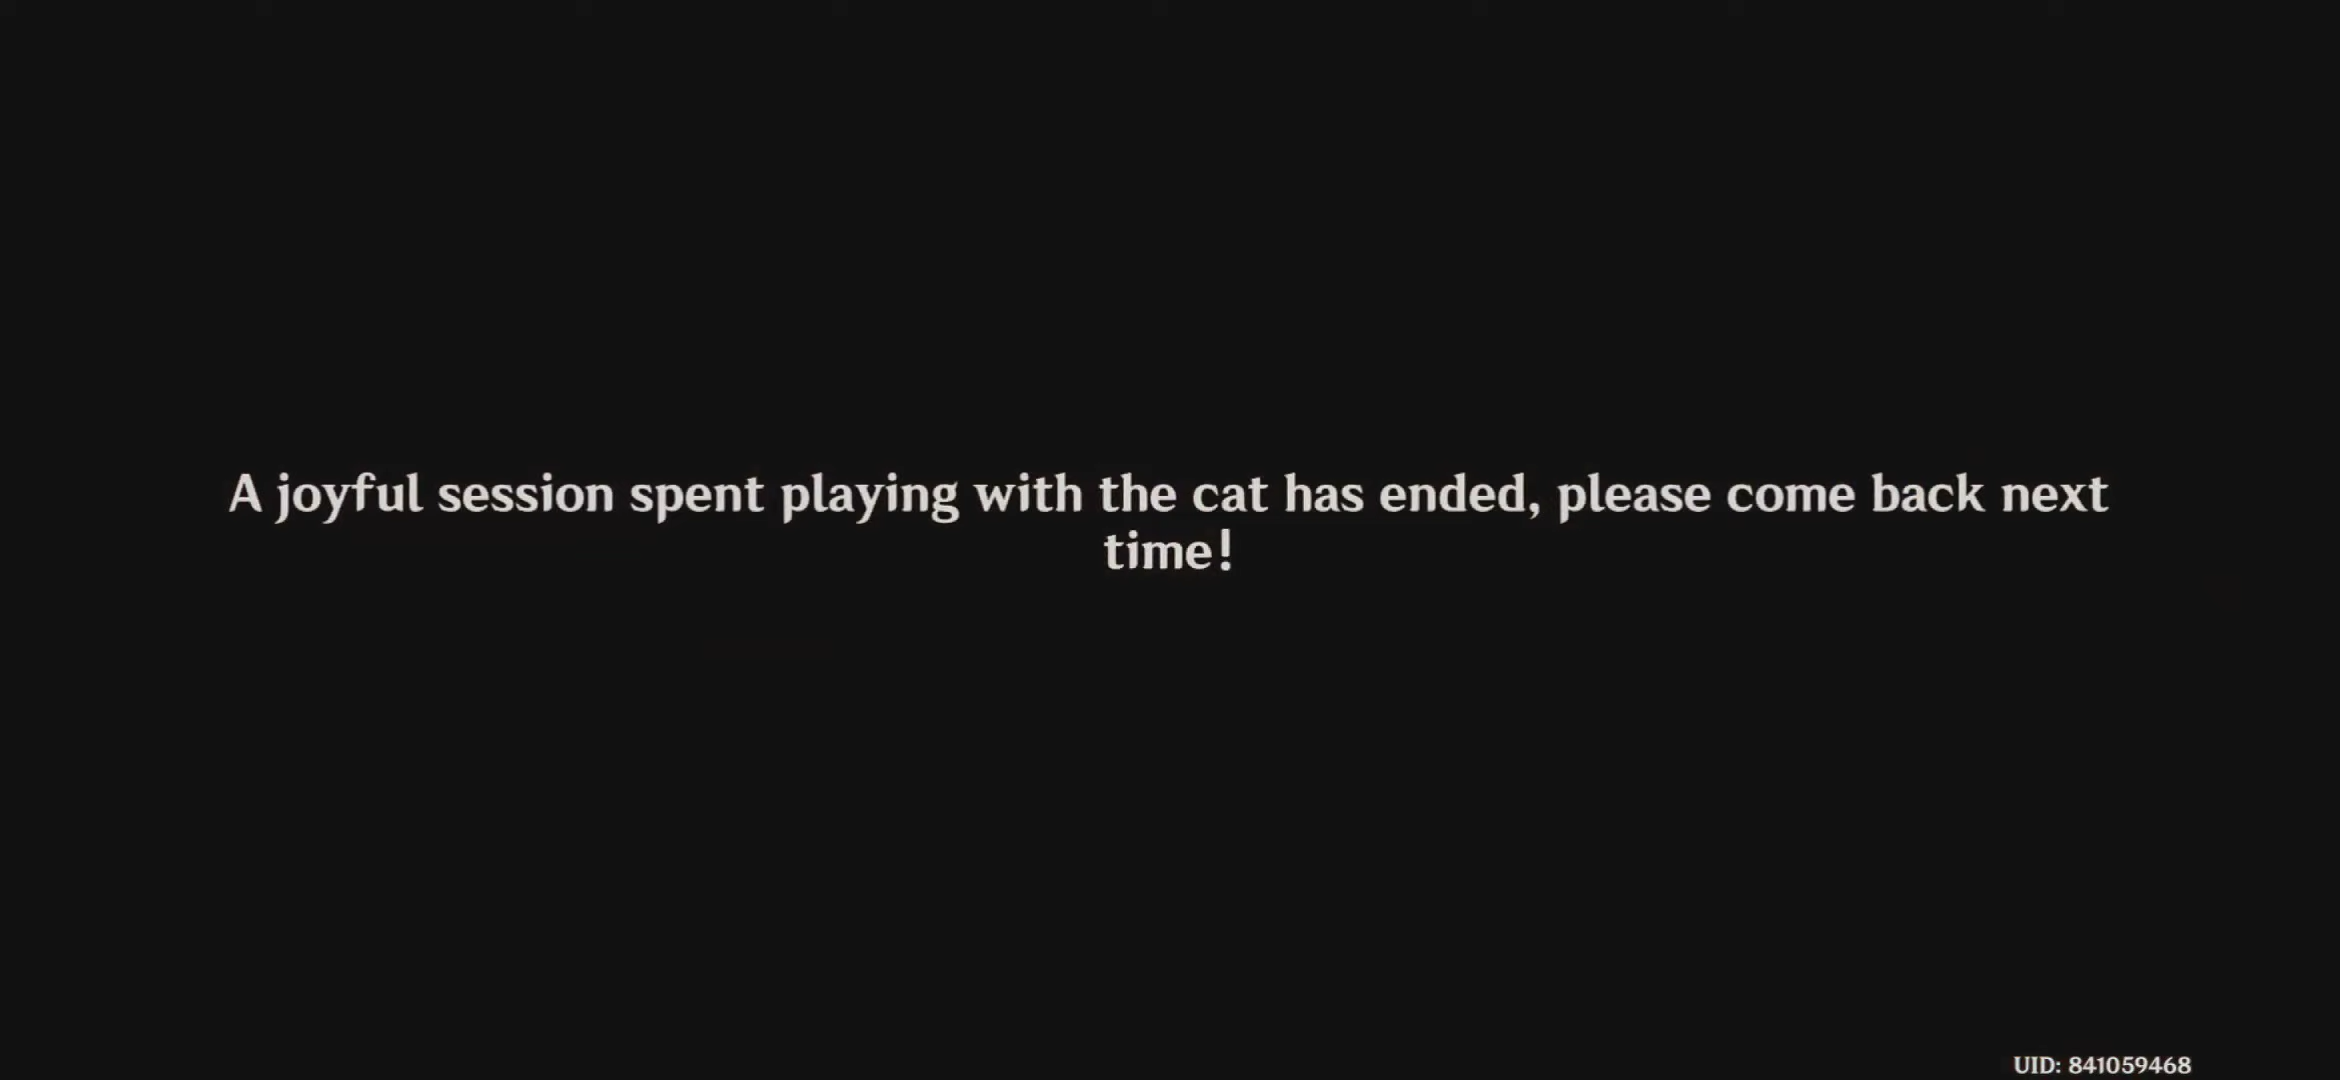 A joyful session spent playing with the cat has ended, please come back next
time!
UID: 841059468